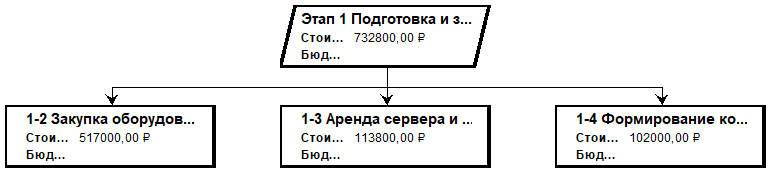 Этап 1 Подготовка и з...
Стои... 732800,00 ₽
Бюд...
1-2 Закупка оборудов...
Стои... 517000,00 ₽
Бюд...
1-3 Аренда сервера и ...
Стои... 113800,00 ₽
Бюд...
1-4 Формирование ко...
Стои... 102000,00 ₽
Бюд...